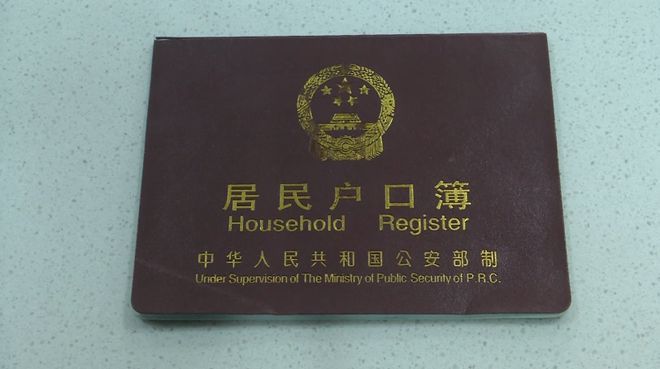 居民户口簿
Household Register
中华人民共和国公安部制
Under Supervision of The Ministry of Public Security of P.R.C.